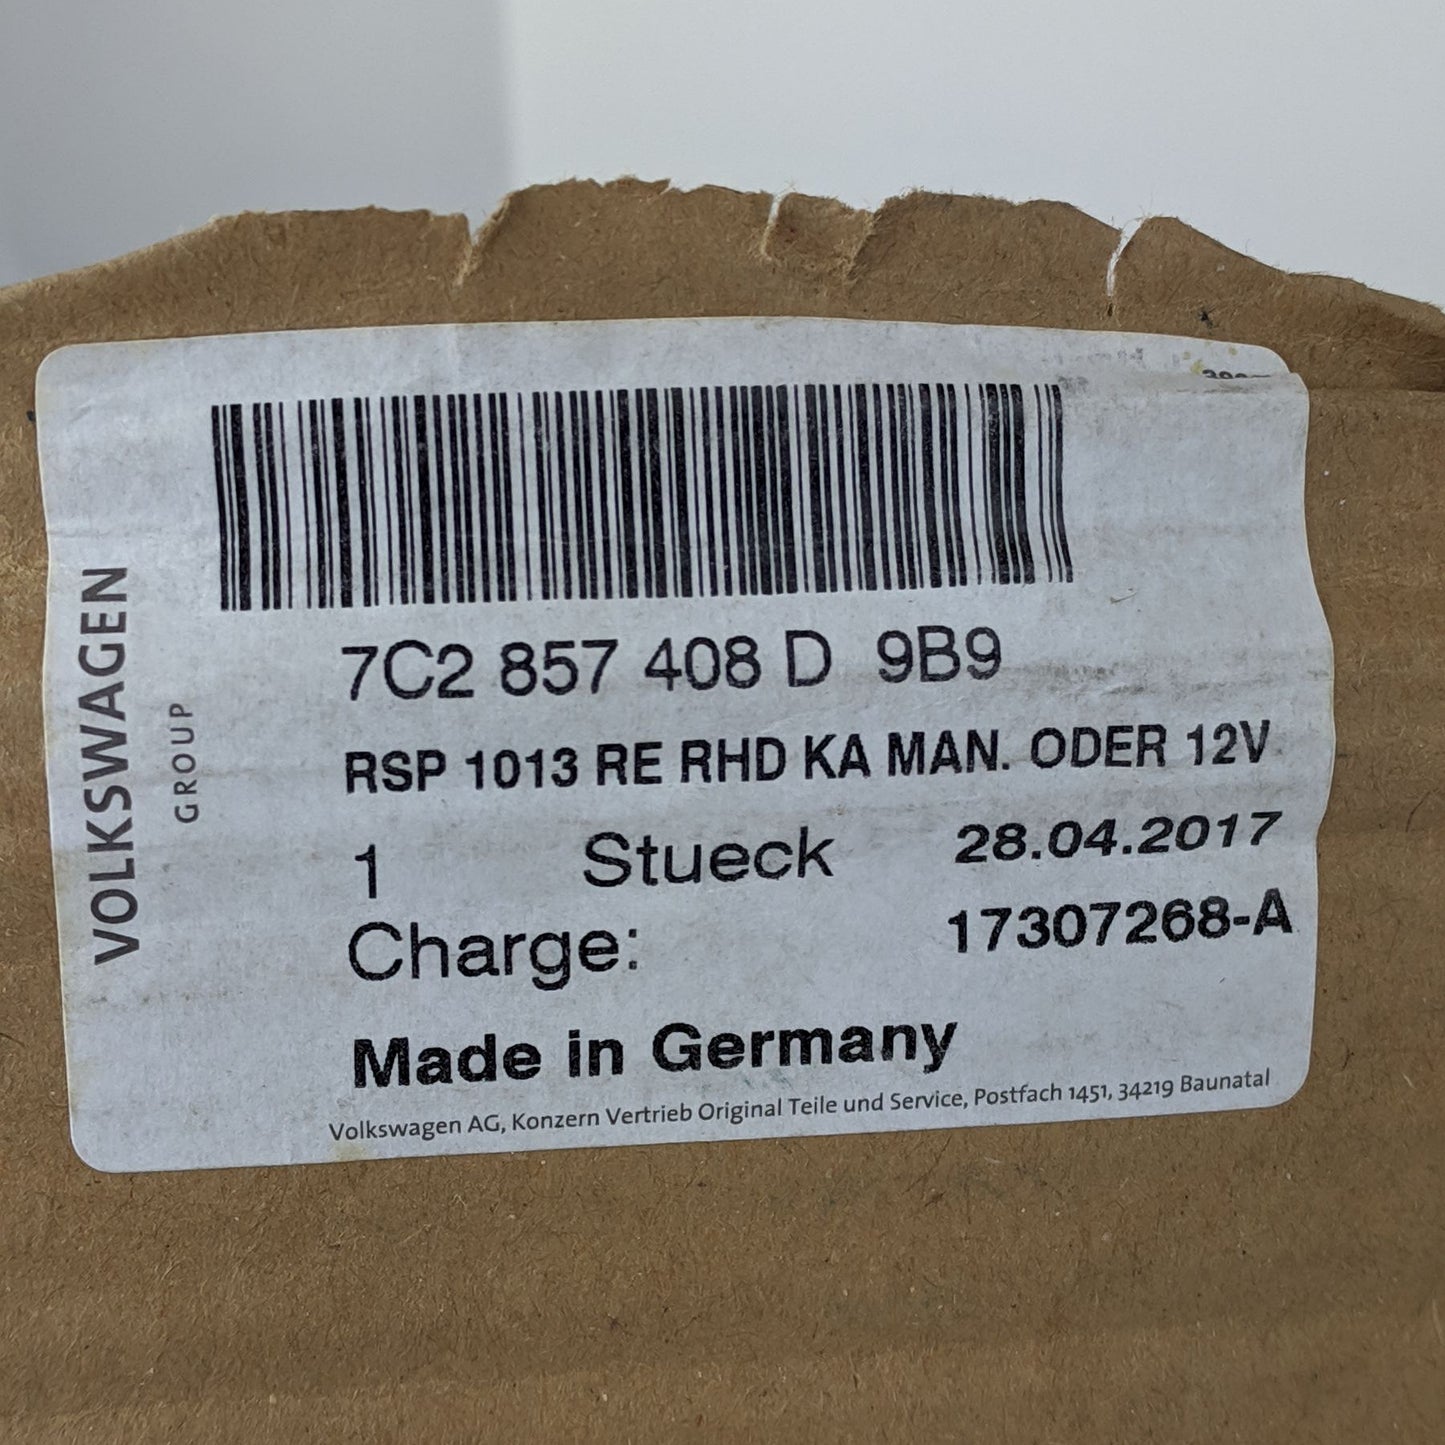 VOLKSWAGEN
GROUP
7C2 857 408 D 9B9
RSP 1013 RE RHD KA MAN. ODER 12V
1 Stueck 28.04.2017
Charge: 17307268-A
Made in Germany
Volkswagen AG, Konzern Vertrieb Original Teile und Service, Postfach 1451, 34219 Baunatal